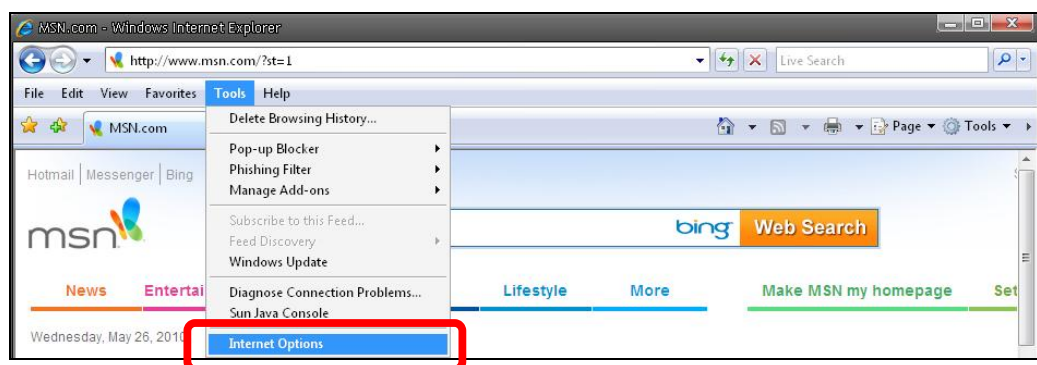 MSN.com - Windows Internet Explorer
http://www.msn.com/?st=1
Live Search
File Edit View Favorites Tools Help
MSN.com
Page Tools
Delete Browsing History...
Pop-up Blocker
Phishing Filter
Manage Add-ons
Subscribe to this Feed...
Feed Discovery
Windows Update
Diagnose Connection Problems...
Sun Java Console
Internet Options
Hotmail | Messenger | Bing
msn
bing Web Search
News Entertai Lifestyle More Make MSN my homepage Set
Wednesday, May 26, 2010